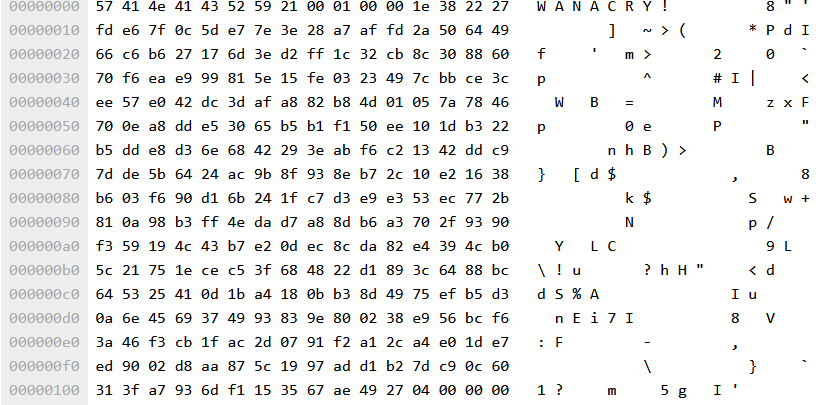 00000000 57 41 4e 41 43 52 59 21 00 01 00 00 1e 38 22 27 W A N A C R Y ! 8 " '
00000010 fd e6 7f 0c 5d e7 7e 3e 28 a7 af fd 2a 50 64 49 ] ~ > ( * P d I
00000020 66 c6 b6 27 17 6d 3e d2 ff 1c 32 cb 8c 30 88 60 f ' m > 2 0 `
00000030 70 f6 ea e9 99 81 5e 15 fe 03 23 49 7c bb ce 3c p ^ # I | <
00000040 ee 57 e0 42 dc 3d af a8 82 b8 4d 01 05 7a 78 46 W B = M z x F
00000050 70 0e a8 dd e5 30 65 b5 b1 f1 50 ee 10 1d b3 22 p 0 e P "
00000060 b5 dd e8 d3 6e 68 42 29 3e ab f6 c2 13 42 dd c9 n h B ) > B
00000070 7d de 5b 64 24 ac 9b 8f 93 8e b7 2c 10 e2 16 38 } [ d $ , 8
00000080 b6 03 f6 90 d1 6b 24 1f c7 d3 e9 e3 53 ec 77 2b k $ S w +
00000090 81 0a 98 b3 ff 4e da d7 a8 8d b6 a3 70 2f 93 90 N p /
000000a0 f3 59 19 4c 43 b7 e2 0d ec 8c da 82 e4 39 4c b0 Y L C 9 L
000000b0 5c 21 75 1e ce c5 3f 68 48 22 d1 89 3c 64 88 bc \ ! u ? h H " < d
000000c0 64 53 25 41 0d 1b a4 18 0b b3 8d 49 75 ef b5 d3 d S % A I u
000000d0 0a 6e 45 69 37 49 93 83 9e 80 02 38 e9 56 bc f6 n E i 7 I 8 V
000000e0 3a 46 f3 cb 1f ac 2d 07 91 f2 a1 2c a4 e0 1d e7 : F - ,
000000f0 ed 90 02 d8 aa 87 5c 19 97 ad d1 b2 7d c9 0c 60 \ } `
00000100 31 3f a7 93 6d f1 15 35 67 ae 49 27 04 00 00 00 1 ? m 5 g I '